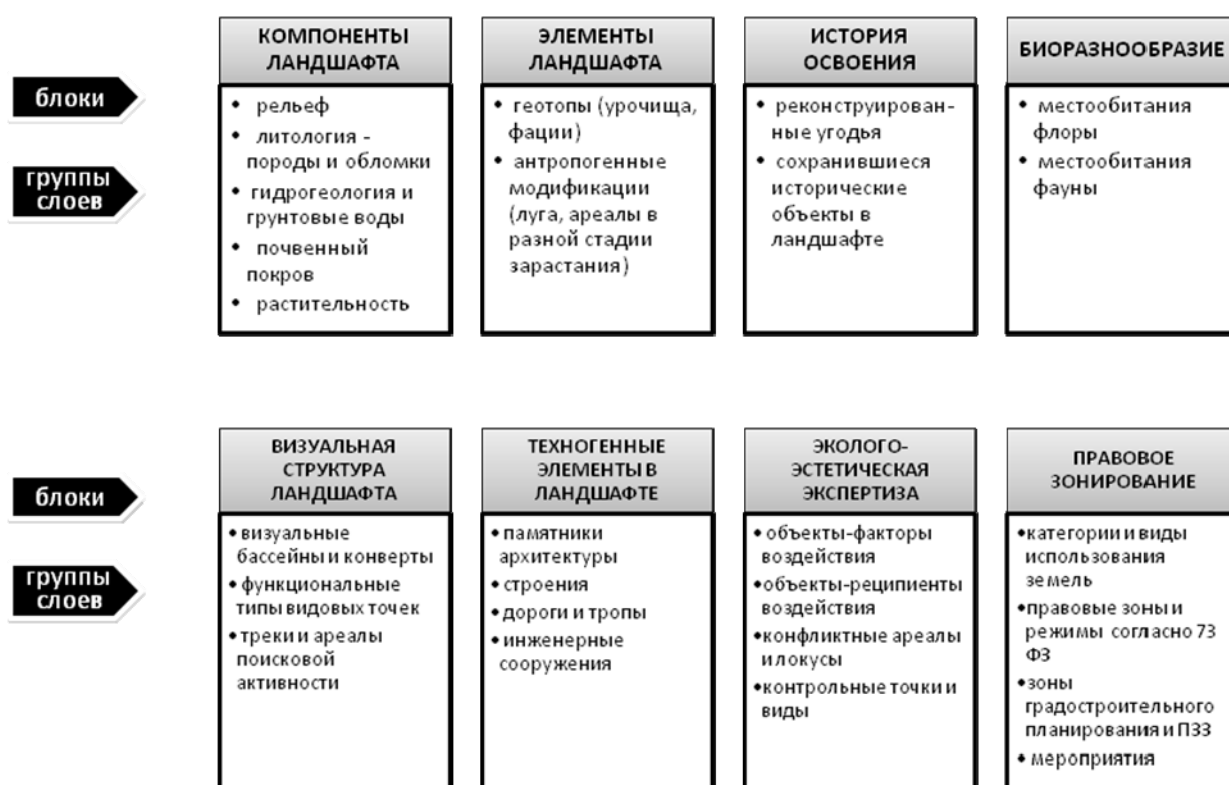 КОМПОНЕНТЫ
ЛАНДШАФТА
ЭЛЕМЕНТЫ
ЛАНДШАФТА
ИСТОРИЯ
ОСВОЕНИЯ
БИОРАЗНООБРАЗИЕ
блоки
группы
слоев
• рельеф
• литология -
породы и обломки
• гидрогеология и
грунтовые воды
• почвенный
покров
• растительность
• геотопы (урочища,
фации)
• антропогенные
модификации
(луга, ареалы в
разной стадии
зарастания)
• реконструирован-
ные угодья
• сохранившиеся
исторические
объекты в
ландшафте
• местообитания
флоры
• местообитания
фауны
ВИЗУАЛЬНАЯ
СТРУКТУРА
ЛАНДШАФТА
ТЕХНОГЕННЫЕ
ЭЛЕМЕНТЫ В
ЛАНДШАФТЕ
ЭКОЛОГО-
ЭСТЕТИЧЕСКАЯ
ЭКСПЕРТИЗА
ПРАВОВОЕ
ЗОНИРОВАНИЕ
блоки
группы
слоев
• визуальные
бассейны и конверты
• функциональные
типы видовых точек
• треки и ареалы
поисковой
активности
• памятники
архитектуры
• строения
• дороги и тропы
• инженерные
сооружения
• объекты-факторы
воздействия
• объекты-реципиенты
воздействия
• конфликтные ареалы
и локусы
• контрольные точки и
виды
• категории и виды
использования
земель
• правовые зоны и
режимы согласно 73
ФЗ
• зоны
градостроительного
планирования и ПЗЗ
• мероприятия